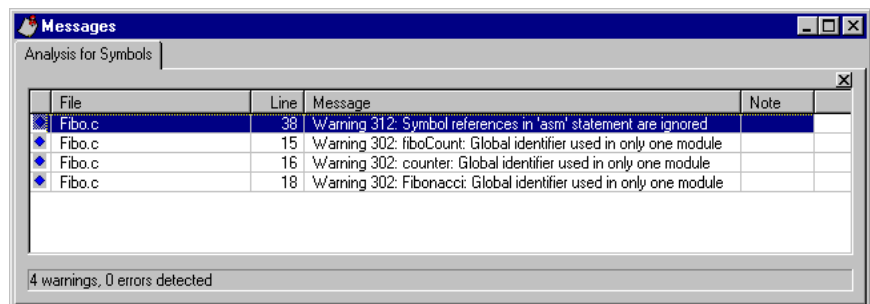 Messages
Analysis for Symbols
File Line Message Note
Fibo.c 38 Warning 312: Symbol references in 'asm' statement are ignored
Fibo.c 15 Warning 302: fiboCount: Global identifier used in only one module
Fibo.c 16 Warning 302: counter: Global identifier used in only one module
Fibo.c 18 Warning 302: Fibonacci: Global identifier used in only one module
4 warnings, 0 errors detected